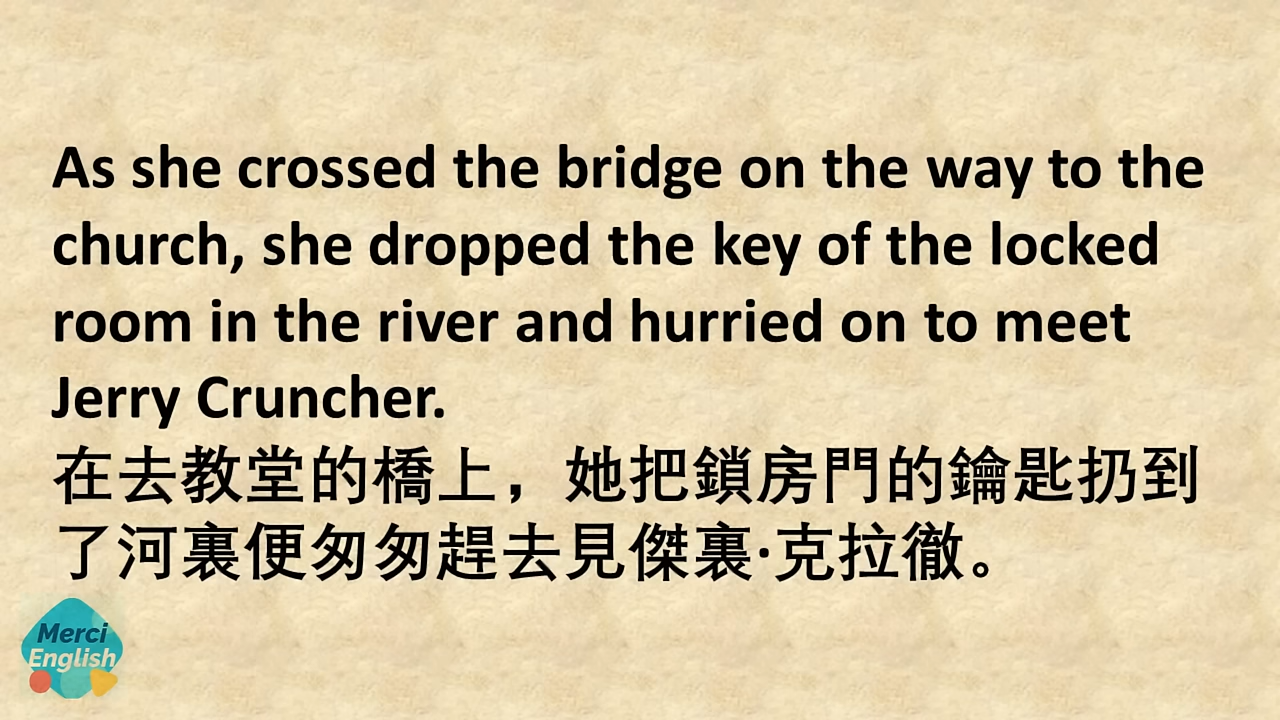 As she crossed the bridge on the way to the
church, she dropped the key of the locked
room in the river and hurried on to meet
Jerry Cruncher.
在去教堂的橋上，她把鎖房門的鑰匙扔到
了河裏便匆匆趕去見傑裏·克拉徹。
Merci
English